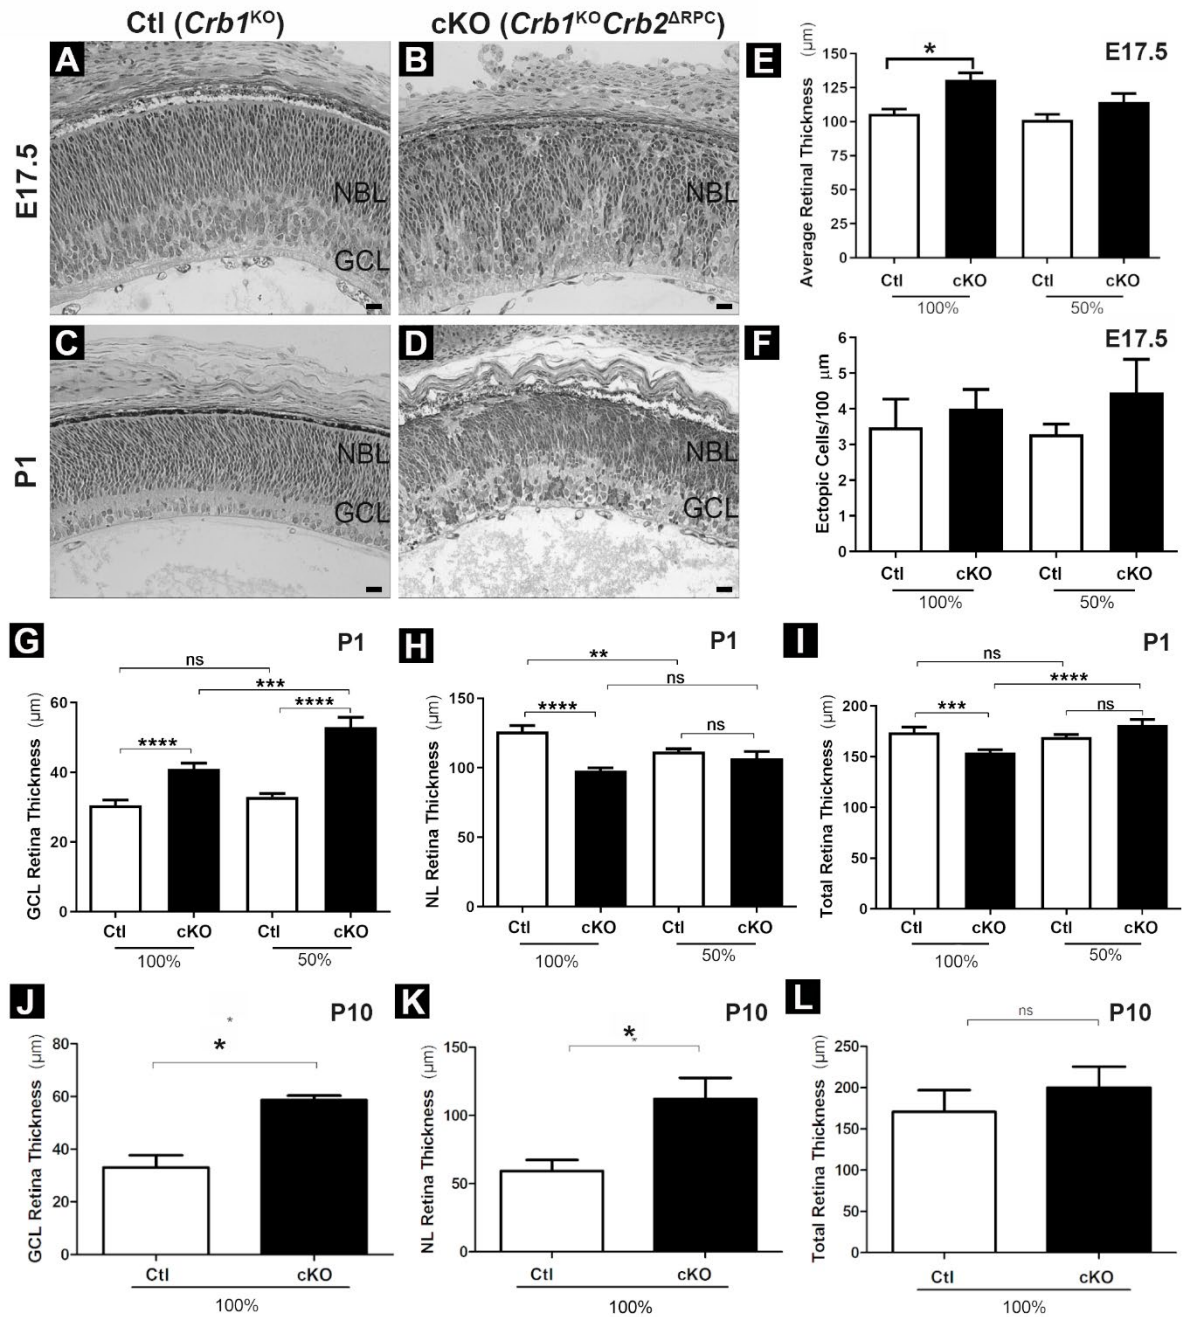 Ctl (Crb1KO)
cKO (Crb1KOCrb2ΔRPC)
E17.5
P1
A
NBL
GCL
B
NBL
GCL
C
NBL
GCL
D
NBL
GCL
E
E17.5
Average Retinal Thickness (μm)
150
125
100
75
50
25
0
*
Ctl cKO Ctl cKO
100% 50%
F
E17.5
Ectopic Cells/100 μm
6
5
4
3
2
1
0
Ctl cKO Ctl cKO
100% 50%
G
P1
GCL Retina Thickness (μm)
60
40
20
0
ns
***
****
****
Ctl cKO Ctl cKO
100% 50%
H
P1
NL Retina Thickness (μm)
150
100
50
0
**
ns
****
ns
Ctl cKO Ctl cKO
100% 50%
I
P1
Total Retina Thickness (μm)
200
150
100
50
0
ns
****
***
ns
Ctl cKO Ctl cKO
100% 50%
J
P10
GCL Retina Thickness (μm)
80
60
40
20
0
*
*
Ctl cKO
100%
K
P10
NL Retina Thickness (μm)
150
100
50
0
*
*
Ctl cKO
100%
L
P10
Total Retina Thickness (μm)
250
200
150
100
50
0
ns
Ctl cKO
100%